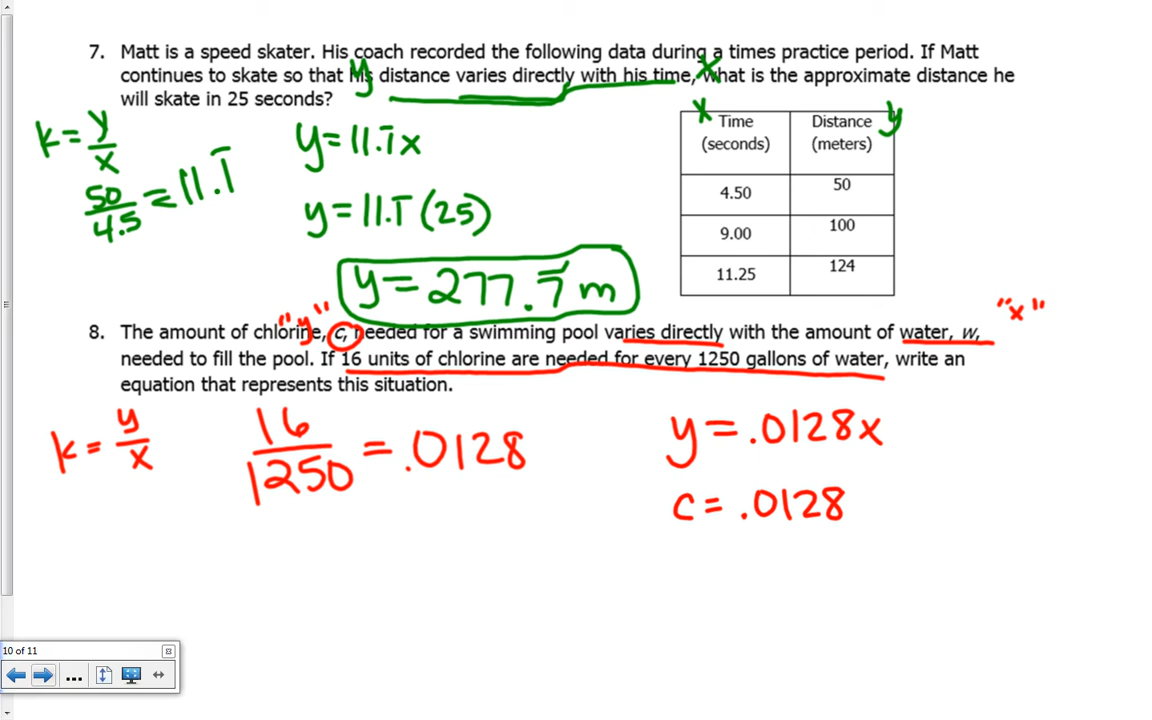 7. Matt is a speed skater. His coach recorded the following data during a times practice period. If Matt
continues to skate so that his distance varies directly with his time, what is the approximate distance he
will skate in 25 seconds?
y
x
k = y/x
50/4.5 = 11.1̅
y = 11.1̅x
y = 11.1̅ (25)
y = 277.7̅ m
x y
Time (seconds) Distance (meters)
4.50 50
9.00 100
11.25 124
"y"
"x"
8. The amount of chlorine, c, needed for a swimming pool varies directly with the amount of water, w,
needed to fill the pool. If 16 units of chlorine are needed for every 1250 gallons of water, write an
equation that represents this situation.
k = y/x
16/1250 = .0128
y = .0128x
c = .0128
10 of 11
...